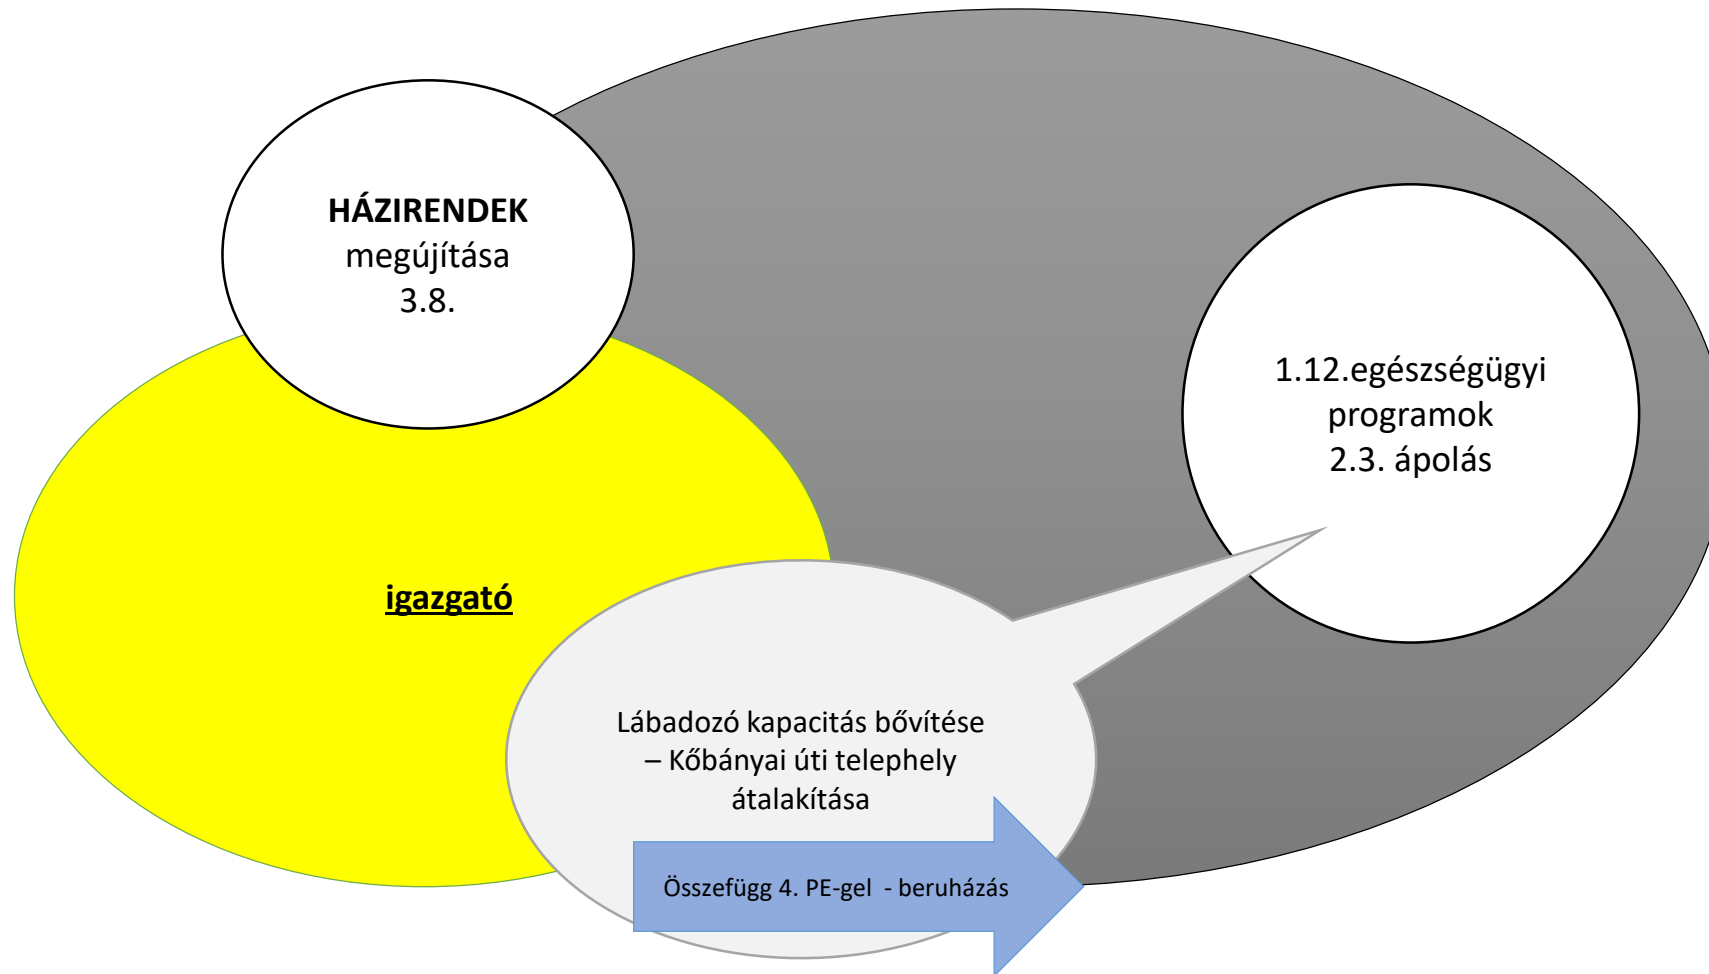 HÁZIRENDEK
megújítása
3.8.
1.12.egészségügyi
programok
2.3. ápolás
igazgató
Lábadozó kapacitás bővítése
– Kőbányai úti telephely
átalakítása
Összefügg 4. PE-gel - beruházás